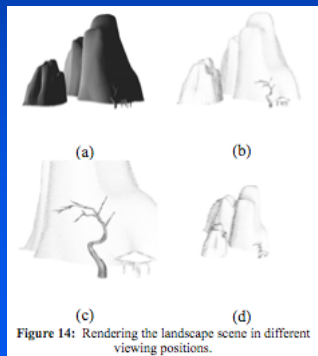 (a) (b)
(c) (d)
Figure 14: Rendering the landscape scene in different
viewing positions.